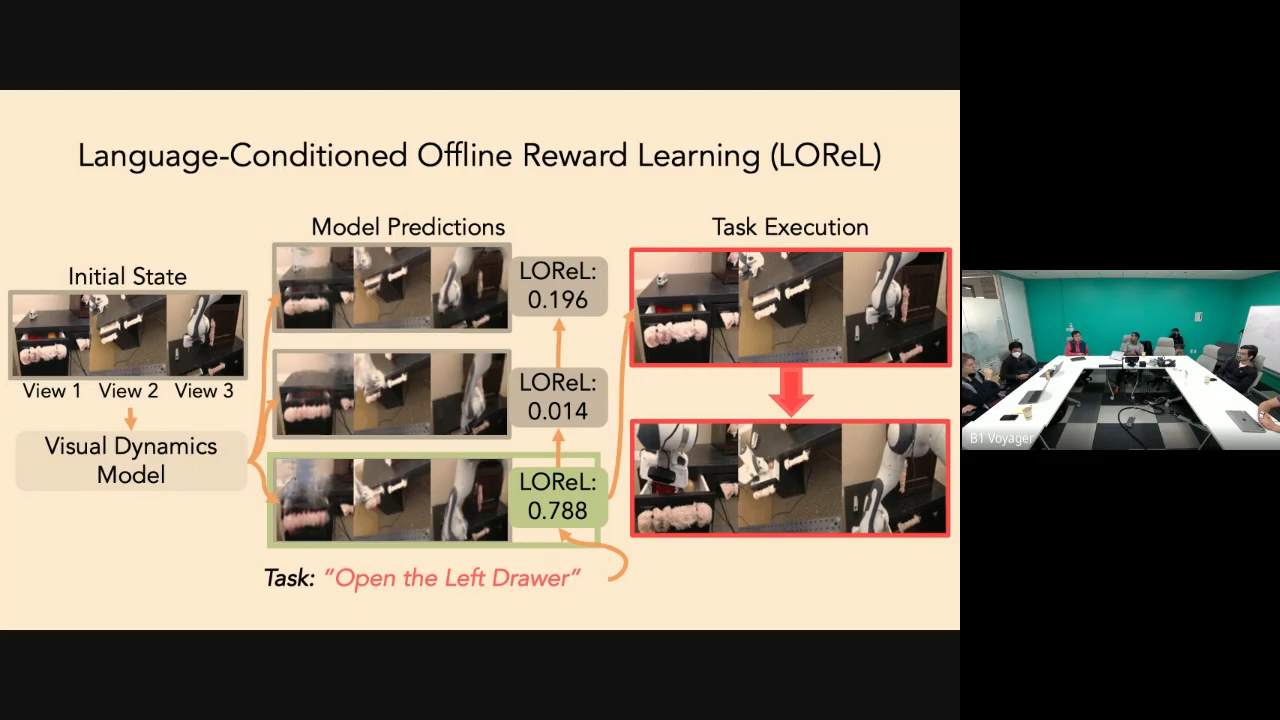 Language-Conditioned Offline Reward Learning (LOReL)
Model Predictions
Task Execution
Initial State
View 1 View 2 View 3
Visual Dynamics
Model
LOReL:
0.196
LOReL:
0.014
LOReL:
0.788
Task: "Open the Left Drawer"
B1 Voyager